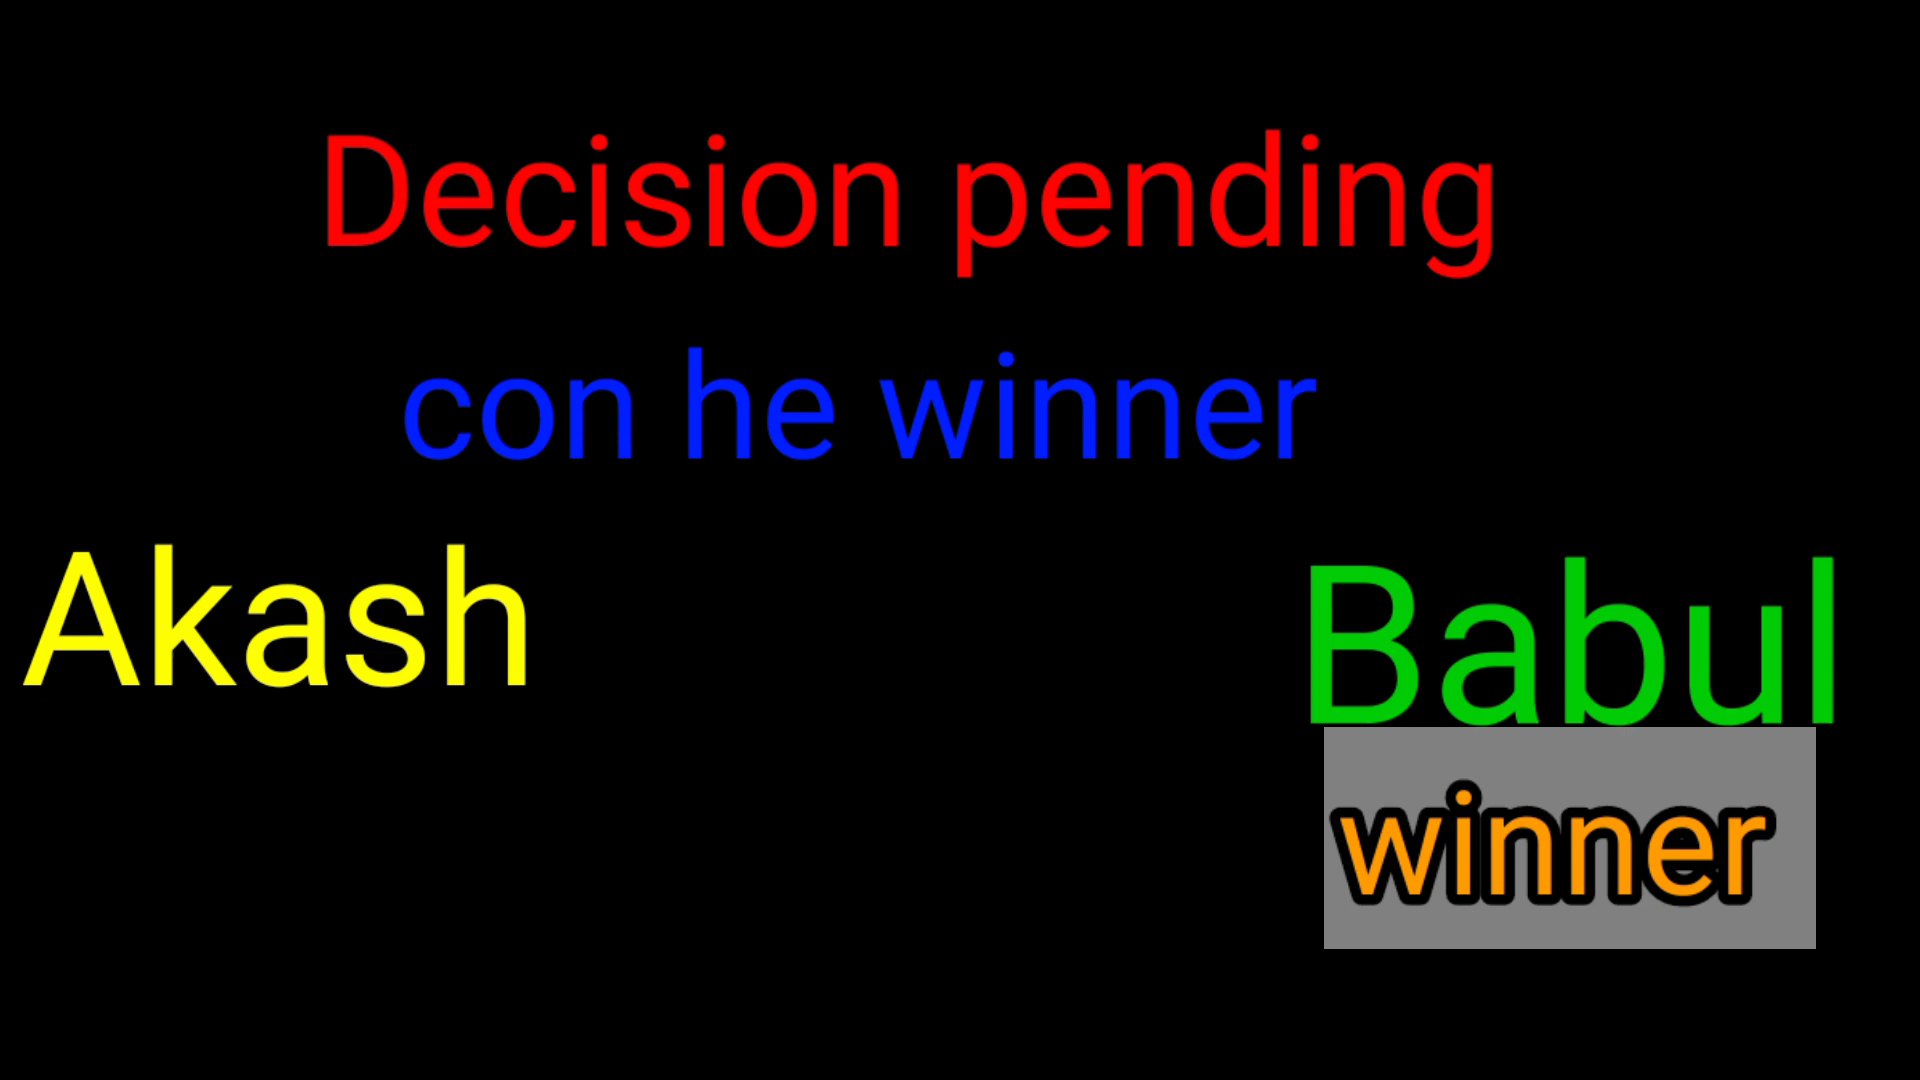 Decision pending
con he winner
Akash
Babul
winner